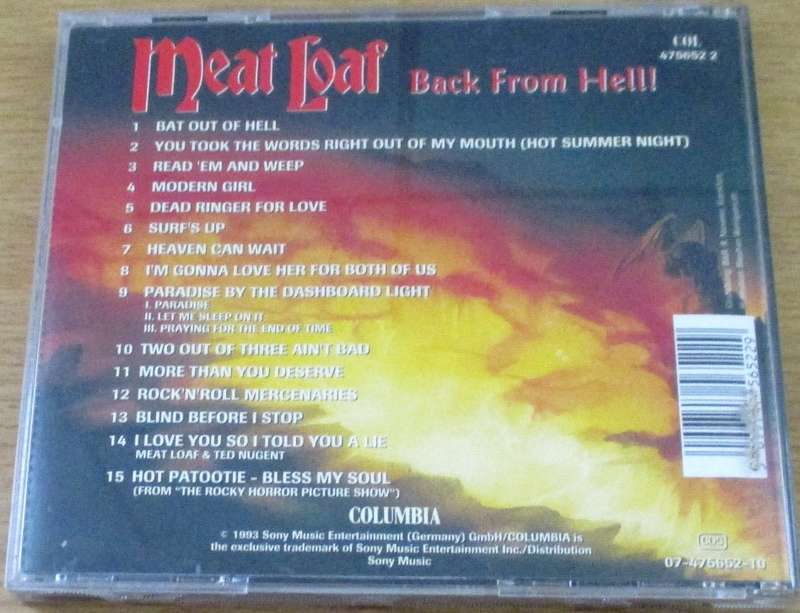 Meat Loaf Back From Hell!
COL
475652 2
1 BAT OUT OF HELL
2 YOU TOOK THE WORDS RIGHT OUT OF MY MOUTH (HOT SUMMER NIGHT)
3 READ 'EM AND WEEP
4 MODERN GIRL
5 DEAD RINGER FOR LOVE
6 SURF'S UP
7 HEAVEN CAN WAIT
8 I'M GONNA LOVE HER FOR BOTH OF US
9 PARADISE BY THE DASHBOARD LIGHT
I. PARADISE
II. LET ME SLEEP ON IT
III. PRAYING FOR THE END OF TIME
10 TWO OUT OF THREE AIN'T BAD
11 MORE THAN YOU DESERVE
12 ROCK'N'ROLL MERCENARIES
13 BLIND BEFORE I STOP
14 I LOVE YOU SO I TOLD YOU A LIE
MEAT LOAF & TED NUGENT
15 HOT PATOOTIE - BLESS MY SOUL
(FROM "THE ROCKY HORROR PICTURE SHOW")
COLUMBIA
© 1993 Sony Music Entertainment (Germany) GmbH/COLUMBIA is
the exclusive trademark of Sony Music Entertainment Inc./Distribution
Sony Music
07-475652-10